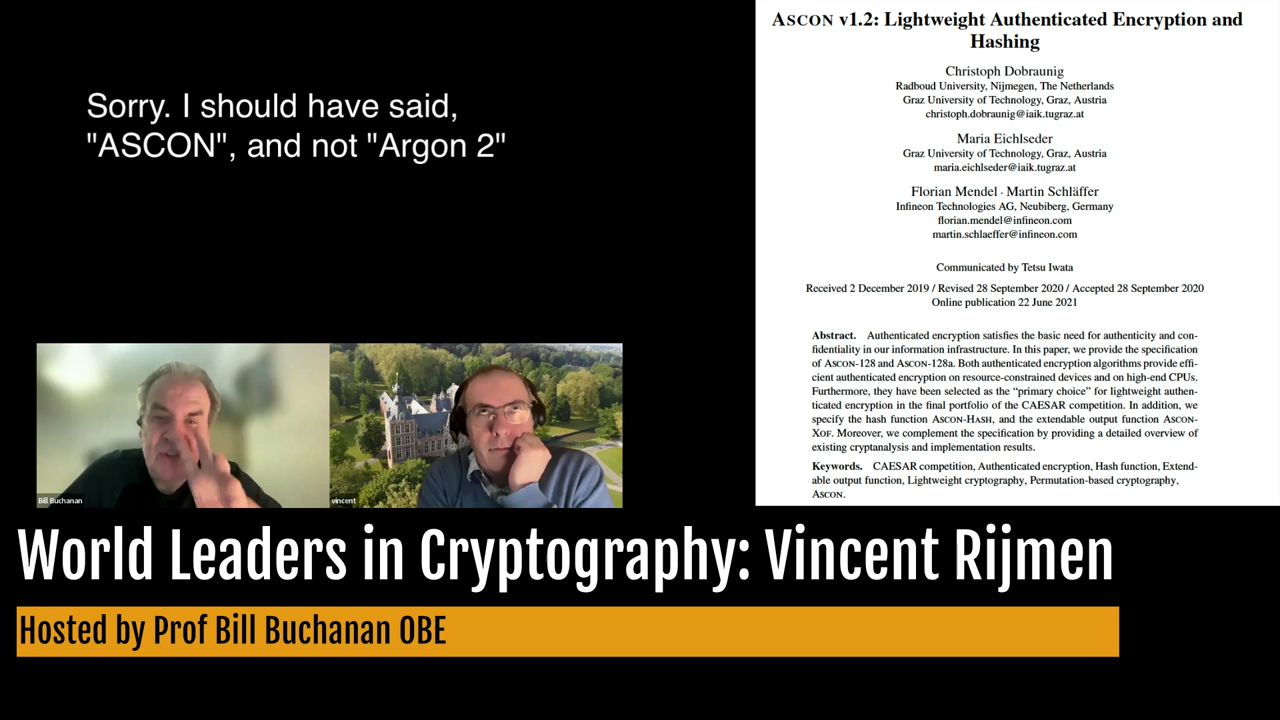 Sorry. I should have said,
"ASCON", and not "Argon 2"
Bill Buchanan
vincent
ASCON v1.2: Lightweight Authenticated Encryption and
Hashing
Christoph Dobraunig
Radboud University, Nijmegen, The Netherlands
Graz University of Technology, Graz, Austria
christoph.dobraunig@iaik.tugraz.at
Maria Eichlseder
Graz University of Technology, Graz, Austria
maria.eichlseder@iaik.tugraz.at
Florian Mendel · Martin Schläffer
Infineon Technologies AG, Neubiberg, Germany
florian.mendel@infineon.com
martin.schlaeffer@infineon.com
Communicated by Tetsu Iwata
Received 2 December 2019 / Revised 28 September 2020 / Accepted 28 September 2020
Online publication 22 June 2021
Abstract. Authenticated encryption satisfies the basic need for authenticity and con-
fidentiality in our information infrastructure. In this paper, we provide the specification
of ASCON-128 and ASCON-128a. Both authenticated encryption algorithms provide effi-
cient authenticated encryption on resource-constrained devices and on high-end CPUs.
Furthermore, they have been selected as the “primary choice” for lightweight authen-
ticated encryption in the final portfolio of the CAESAR competition. In addition, we
specify the hash function ASCON-HASH, and the extendable output function ASCON-
XOF. Moreover, we complement the specification by providing a detailed overview of
existing cryptanalysis and implementation results.
Keywords. CAESAR competition, Authenticated encryption, Hash function, Extend-
able output function, Lightweight cryptography, Permutation-based cryptography,
ASCON.
World Leaders in Cryptography: Vincent Rijmen
Hosted by Prof Bill Buchanan OBE